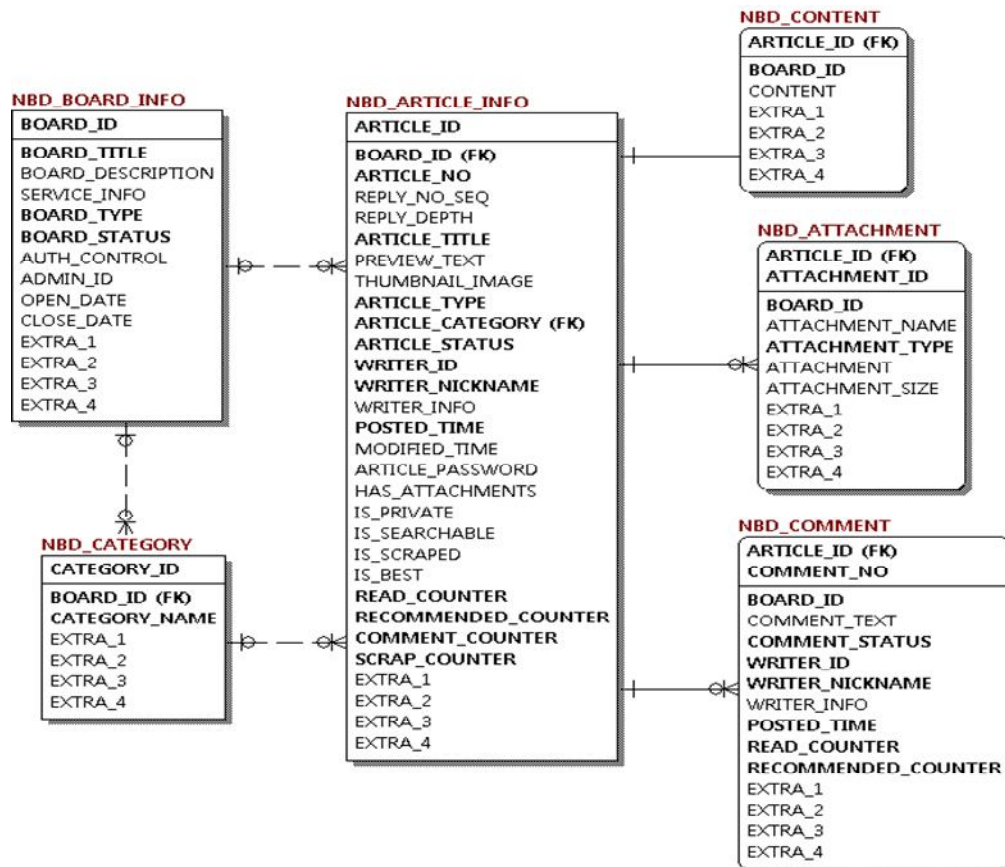 NBD_BOARD_INFO
BOARD_ID
BOARD_TITLE
BOARD_DESCRIPTION
SERVICE_INFO
BOARD_TYPE
BOARD_STATUS
AUTH_CONTROL
ADMIN_ID
OPEN_DATE
CLOSE_DATE
EXTRA_1
EXTRA_2
EXTRA_3
EXTRA_4
NBD_CATEGORY
CATEGORY_ID
BOARD_ID (FK)
CATEGORY_NAME
EXTRA_1
EXTRA_2
EXTRA_3
EXTRA_4
NBD_ARTICLE_INFO
ARTICLE_ID
BOARD_ID (FK)
ARTICLE_NO
REPLY_NO_SEQ
REPLY_DEPTH
ARTICLE_TITLE
PREVIEW_TEXT
THUMBNAIL_IMAGE
ARTICLE_TYPE
ARTICLE_CATEGORY (FK)
ARTICLE_STATUS
WRITER_ID
WRITER_NICKNAME
WRITER_INFO
POSTED_TIME
MODIFIED_TIME
ARTICLE_PASSWORD
HAS_ATTACHMENTS
IS_PRIVATE
IS_SEARCHABLE
IS_SCRAPED
IS_BEST
READ_COUNTER
RECOMMENDED_COUNTER
COMMENT_COUNTER
SCRAP_COUNTER
EXTRA_1
EXTRA_2
EXTRA_3
EXTRA_4
NBD_CONTENT
ARTICLE_ID (FK)
BOARD_ID
CONTENT
EXTRA_1
EXTRA_2
EXTRA_3
EXTRA_4
NBD_ATTACHMENT
ARTICLE_ID (FK)
ATTACHMENT_ID
BOARD_ID
ATTACHMENT_NAME
ATTACHMENT_TYPE
ATTACHMENT
ATTACHMENT_SIZE
EXTRA_1
EXTRA_2
EXTRA_3
EXTRA_4
NBD_COMMENT
ARTICLE_ID (FK)
COMMENT_NO
BOARD_ID
COMMENT_TEXT
COMMENT_STATUS
WRITER_ID
WRITER_NICKNAME
WRITER_INFO
POSTED_TIME
READ_COUNTER
RECOMMENDED_COUNTER
EXTRA_1
EXTRA_2
EXTRA_3
EXTRA_4